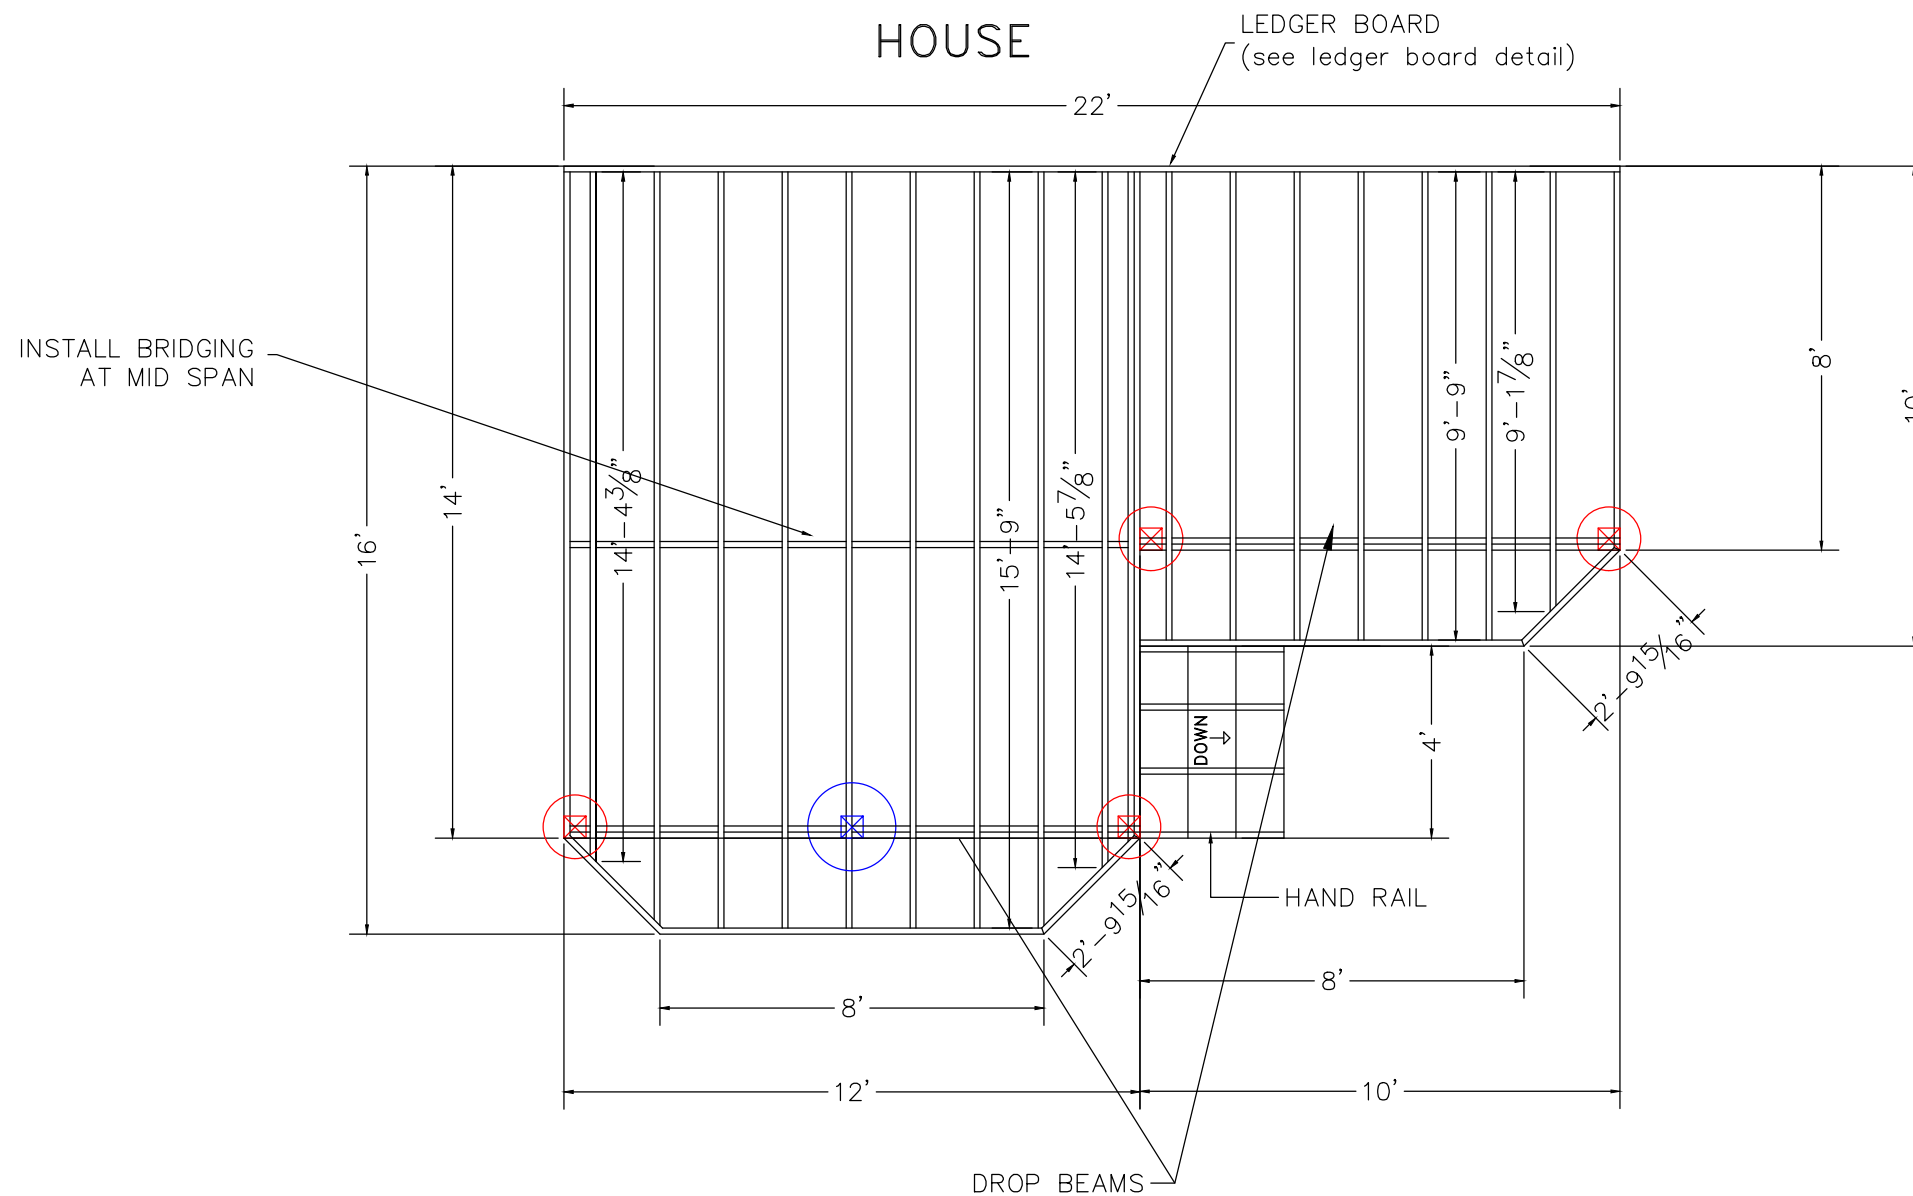 HOUSE
LEDGER BOARD
(see ledger board detail)
22'
INSTALL BRIDGING
AT MID SPAN
16'
14'
14'-4 3/8"
15'-9"
14'-5 7/8"
9'-9"
9'-1 7/8"
8'
10'
2'-9 15/16"
4'
DOWN
2'-9 15/16"
HAND RAIL
8'
8'
12'
10'
DROP BEAMS